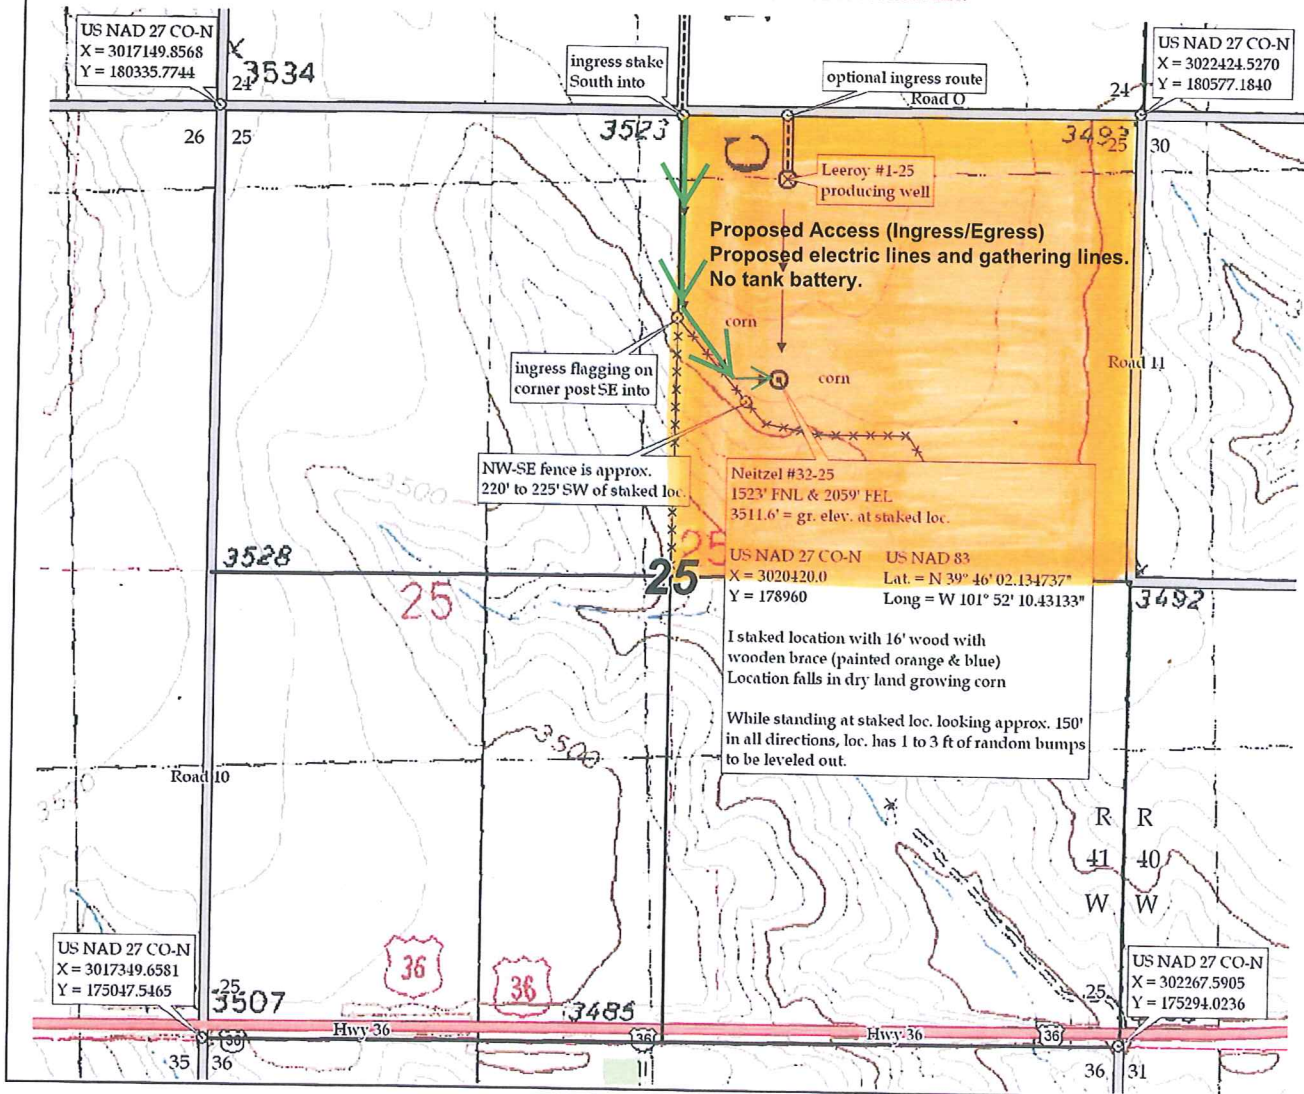 US NAD 27 CO-N
X = 3017149.8568
Y = 180335.7744
ingress stake
South into
optional ingress route
US NAD 27 CO-N
X = 3022424.5270
Y = 180577.1840
3534
24
24
Road O
26
25
3523
C
3493
25
30
Leeroy #1-25
producing well
Proposed Access (Ingress/Egress)
Proposed electric lines and gathering lines.
No tank battery.
corn
corn
Road 11
ingress flagging on
corner post SE into
NW-SE fence is approx.
220' to 225' SW of staked loc.
3500
Neitzel #32-25
1523' FNL & 2059' FEL
3511.6' = gr. elev. at staked loc.
US NAD 27 CO-N
X = 3020420.0
Y = 178960
US NAD 83
Lat. = N 39° 46' 02.134737"
Long = W 101° 52' 10.43133"
I staked location with 16' wood with
wooden brace (painted orange & blue)
Location falls in dry land growing corn
While standing at staked loc. looking approx. 150'
in all directions, loc. has 1 to 3 ft of random bumps
to be leveled out.
3528
25
25
25
3492
3500
Road 10
R R
41 40
W W
US NAD 27 CO-N
X = 3017349.6581
Y = 175047.5465
36
36
US NAD 27 CO-N
X = 302267.5905
Y = 175294.0236
25
3507
3485
25
Hwy 36
Hwy 36
36
36
36
35
36
36
31